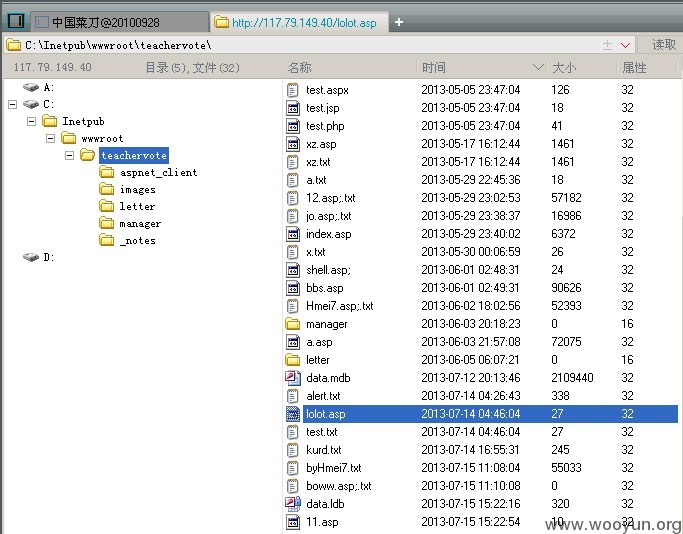 中国菜刀@20100928 http://117.79.149.40/lolot.asp
C:\Inetpub\wwwroot\teachervote\ 读取
117.79.149.40 目录(5),文件(32) 名称 时间 大小 属性
A:
C:
Inetpub
wwwroot
teachervote
aspnet_client
images
letter
manager
_notes
D:
test.aspx 2013-05-05 23:47:04 126 32
test.jsp 2013-05-05 23:47:04 18 32
test.php 2013-05-05 23:47:04 41 32
xz.asp 2013-05-17 16:12:44 1461 32
xz.txt 2013-05-17 16:12:44 1461 32
a.txt 2013-05-29 22:45:36 18 32
12.asp;.txt 2013-05-29 23:02:53 57182 32
jo.asp;.txt 2013-05-29 23:38:37 16986 32
index.asp 2013-05-29 23:40:02 6372 32
x.txt 2013-05-30 00:06:59 26 32
shell.asp; 2013-06-01 02:48:31 24 32
bbs.asp 2013-06-01 02:49:31 90626 32
Hmei7.asp;.txt 2013-06-02 18:02:56 52393 32
manager 2013-06-03 20:18:23 0 16
a.asp 2013-06-03 21:57:08 72075 32
letter 2013-06-05 06:07:21 0 16
data.mdb 2013-07-12 20:13:46 2109440 32
alert.txt 2013-07-14 04:26:43 338 32
lolot.asp 2013-07-14 04:46:04 27 32
test.txt 2013-07-14 04:46:04 27 32
kurd.txt 2013-07-14 16:55:31 245 32
byHmei7.txt 2013-07-15 11:08:04 55033 32
boww.asp;.txt 2013-07-15 11:10:08 0 32
data.ldb 2013-07-15 15:22:16 320 32
11.asp 2013-07-15 15:22:54 10 32
www.wooyun.org